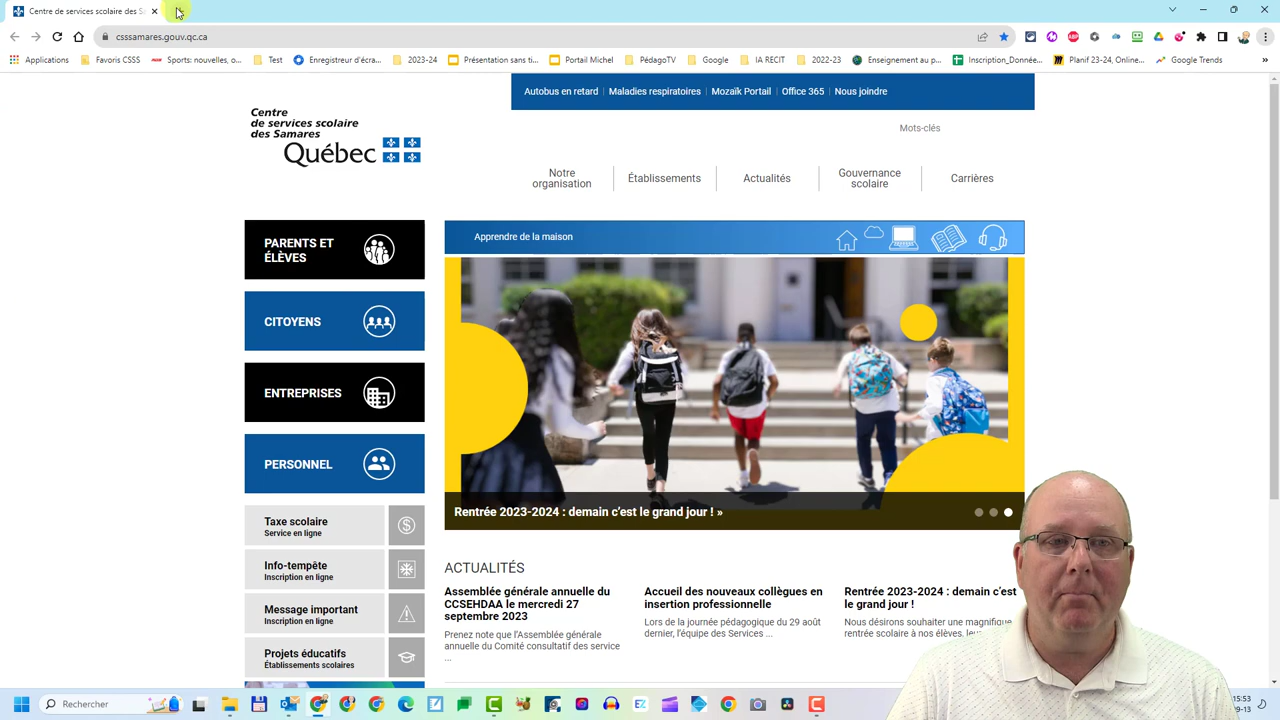 Centre de services scolaire des S
csssamares.gouv.qc.ca
Applications
Favoris CSSS
Sports: nouvelles, o...
Test
Enregistreur d'écra...
2023-24
Présentation sans ti...
Portail Michel
PédagoTV
Google
IA RECIT
2022-23
Enseignement au p...
Inscription_Donnée...
Planif 23-24, Online...
Google Trends
»
Autobus en retard | Maladies respiratoires | Mozaïk Portail | Office 365 | Nous joindre
Centre
de services scolaire
des Samares
Québec
Mots-clés
Notre
organisation
Établissements
Actualités
Gouvernance
scolaire
Carrières
PARENTS ET
ÉLÈVES
CITOYENS
ENTREPRISES
PERSONNEL
Taxe scolaire
Service en ligne
Info-tempête
Inscription en ligne
Message important
Inscription en ligne
Projets éducatifs
Établissements scolaires
Apprendre de la maison
Rentrée 2023-2024 : demain c'est le grand jour ! »
ACTUALITÉS
Assemblée générale annuelle du
CCSEHDAA le mercredi 27
septembre 2023
Prenez note que l'Assemblée générale
annuelle du Comité consultatif des service
...
Accueil des nouveaux collègues en
insertion professionnelle
Lors de la journée pédagogique du 29 août
dernier, l'équipe des Services ...
Rentrée 2023-2024 : demain c'est
le grand jour !
Nous désirons souhaiter une magnifique
rentrée scolaire à nos élèves,
Rechercher
15:53
09-13